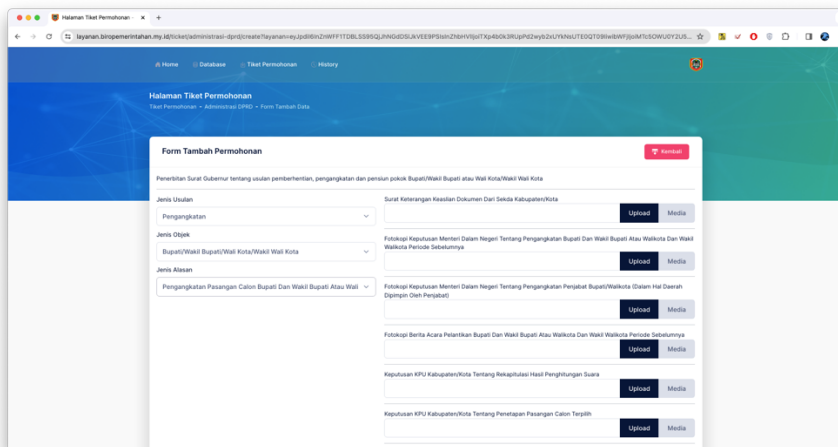 Halaman Tiket Permohonan
layanan.biropemerintahan.my.id/ticket/administrasi-dprd/create?layanan=
Home Database Tiket Permohonan History
Halaman Tiket Permohonan
Tiket Permohonan - Administrasi DPRD - Form Tambah Data
Form Tambah Permohonan
Kembali
Penerbitan Surat Gubernur tentang usulan pemberhentian, pengangkatan dan pensiun pokok Bupati/Wakil Bupati atau Wali Kota/Wakil Wali Kota
Jenis Usulan
Pengangkatan
Jenis Objek
Bupati/Wakil Bupati/Wali Kota/Wakil Wali Kota
Jenis Alasan
Pengangkatan Pasangan Calon Bupati Dan Wakil Bupati Atau Wali
Surat Keterangan Keaslian Dokumen Dari Sekda Kabupaten/Kota
Upload Media
Fotokopi Keputusan Menteri Dalam Negeri Tentang Pengangkatan Bupati Dan Wakil Bupati Atau Walikota Dan Wakil
Walikota Periode Sebelumnya
Upload Media
Fotokopi Keputusan Menteri Dalam Negeri Tentang Pengangkatan Penjabat Bupati/Walikota (Dalam Hal Daerah
Dipimpin Oleh Penjabat)
Upload Media
Fotokopi Berita Acara Pelantikan Bupati Dan Wakil Bupati Atau Walikota Dan Wakil Walikota Periode Sebelumnya
Upload Media
Keputusan KPU Kabupaten/Kota Tentang Rekapitulasi Hasil Penghitungan Suara
Upload Media
Keputusan KPU Kabupaten/Kota Tentang Penetapan Pasangan Calon Terpilih
Upload Media